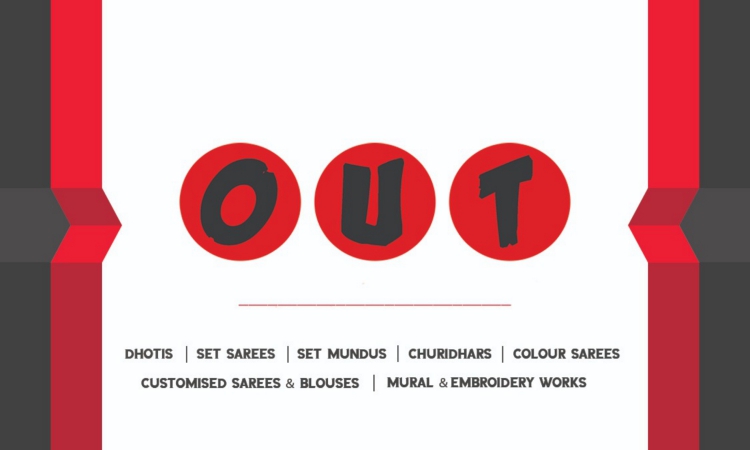 OUT
DHOTIS | SET SAREES | SET MUNDUS | CHURIDHARS | COLOUR SAREES
CUSTOMISED SAREES & BLOUSES | MURAL & EMBROIDERY WORKS